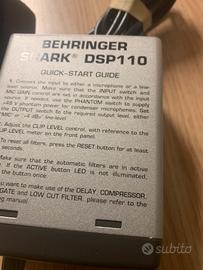 BEHRINGER
SHARK® DSP110
QUICK-START GUIDE
1. Connect the input to either a microphone or a line-
level source. Make sure that the INPUT switch and
MIC GAIN control are set in accordance with the input
source. If needed, use the PHANTOM switch to supply
+48 V phantom power for condenser microphones. Set
the OUTPUT to the required output level, either
or -4 dBu line-level
Adjust the CLIP LEVEL control, with reference to the
LEVEL meter on the front panel.
To reset all filters, press the RESET button for at least
seconds.
Make sure that the automatic filters are in active
If the ACTIVE button LED is not illuminated,
the button once.
want to make use of the DELAY, COMPRESSOR,
GATE and LOW CUT FILTER, please refer to the
manual.
subito